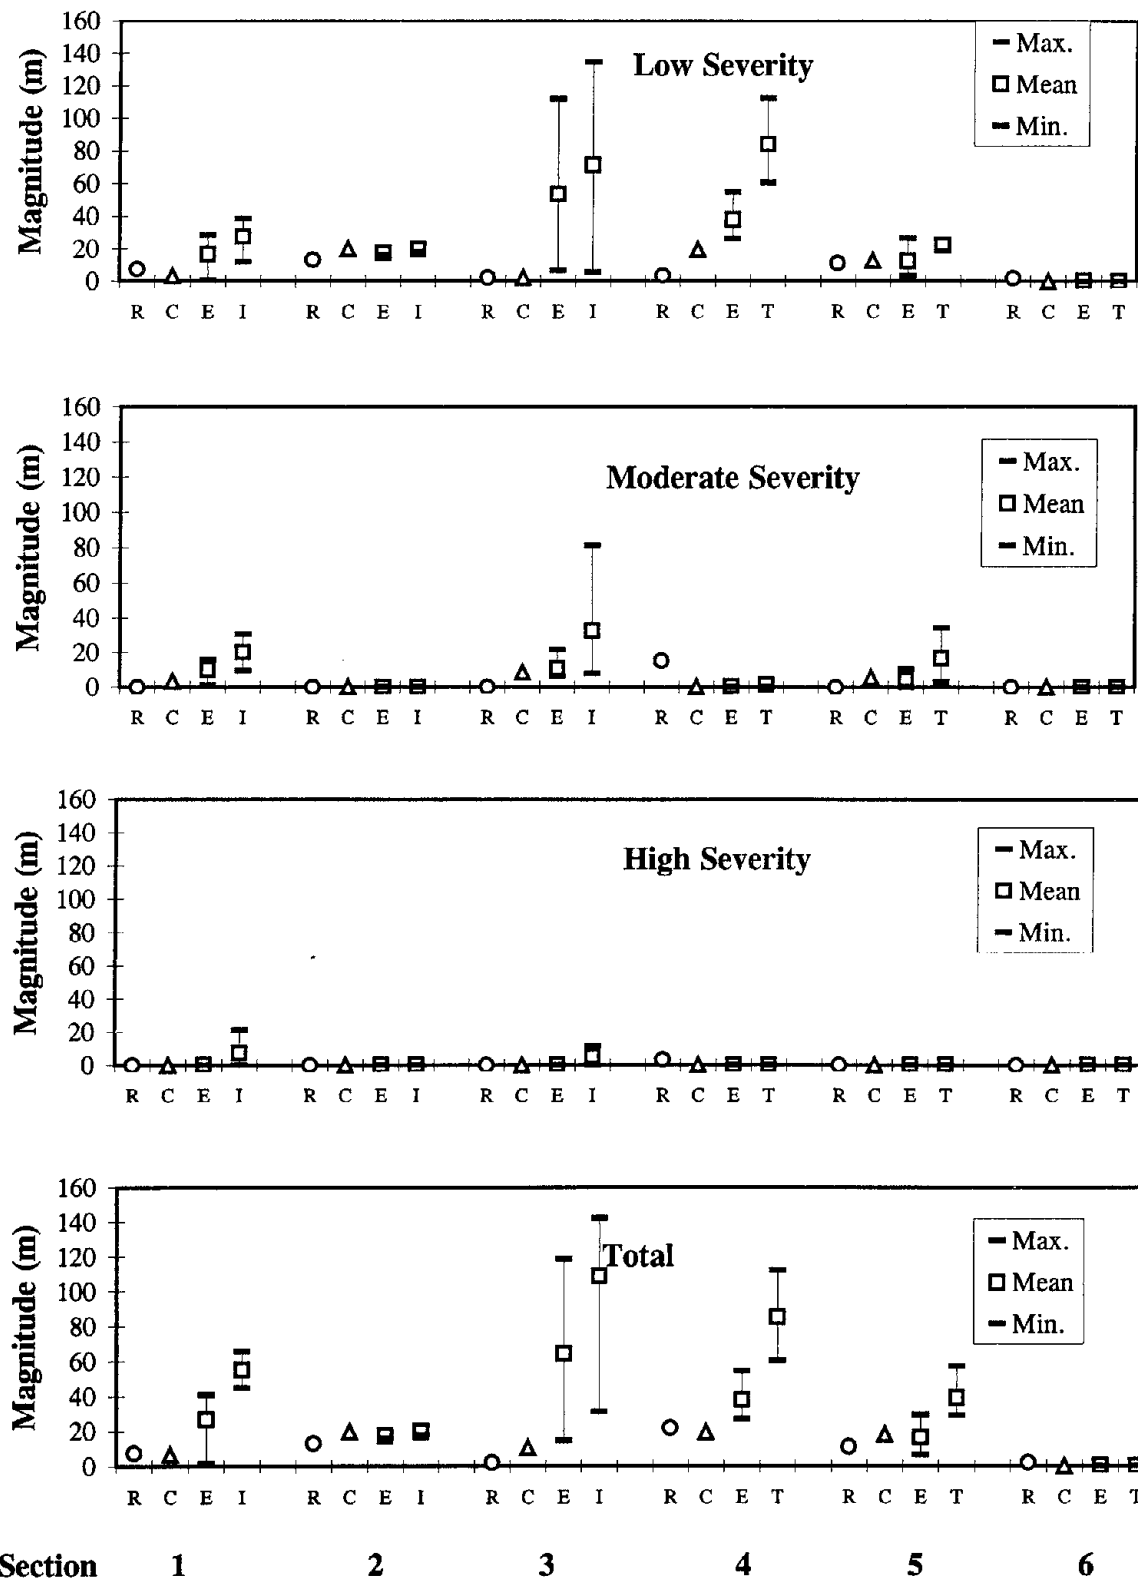 160
140
120
100
80
60
40
20
0
Magnitude (m)
Low Severity
Max.
Mean
Min.
R C E I R C E I R C E I R C E T R C E T R C E T
160
140
120
100
80
60
40
20
0
Magnitude (m)
Moderate Severity
Max.
Mean
Min.
R C E I R C E I R C E I R C E T R C E T R C E T
160
140
120
100
80
60
40
20
0
Magnitude (m)
High Severity
Max.
Mean
Min.
R C E I R C E I R C E I R C E T R C E T R C E T
160
140
120
100
80
60
40
20
0
Magnitude (m)
Total
Max.
Mean
Min.
R C E I R C E I R C E I R C E T R C E T R C E T
Section 1 2 3 4 5 6